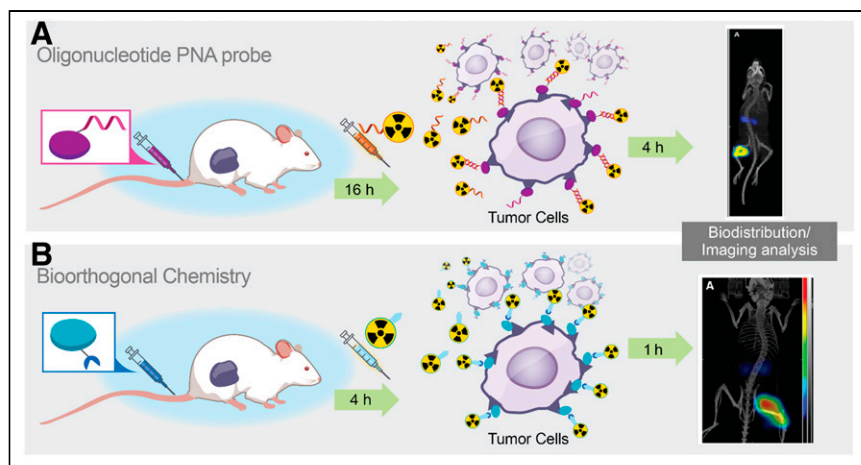 A
Oligonucleotide PNA probe
16 h
Tumor Cells
4 h
A
Biodistribution/
Imaging analysis
B
Bioorthogonal Chemistry
4 h
Tumor Cells
1 h
A